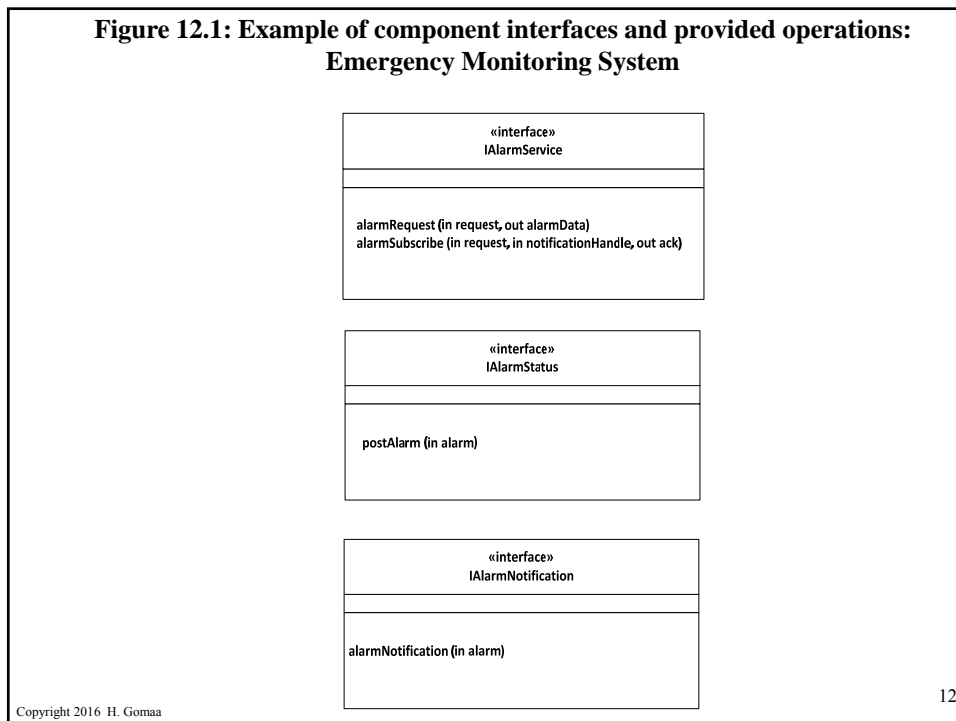 Figure 12.1: Example of component interfaces and provided operations:
Emergency Monitoring System
«interface»
IAlarmService
alarmRequest (in request, out alarmData)
alarmSubscribe (in request, in notificationHandle, out ack)
«interface»
IAlarmStatus
postAlarm (in alarm)
«interface»
IAlarmNotification
alarmNotification (in alarm)
Copyright 2016 H. Gomaa
12